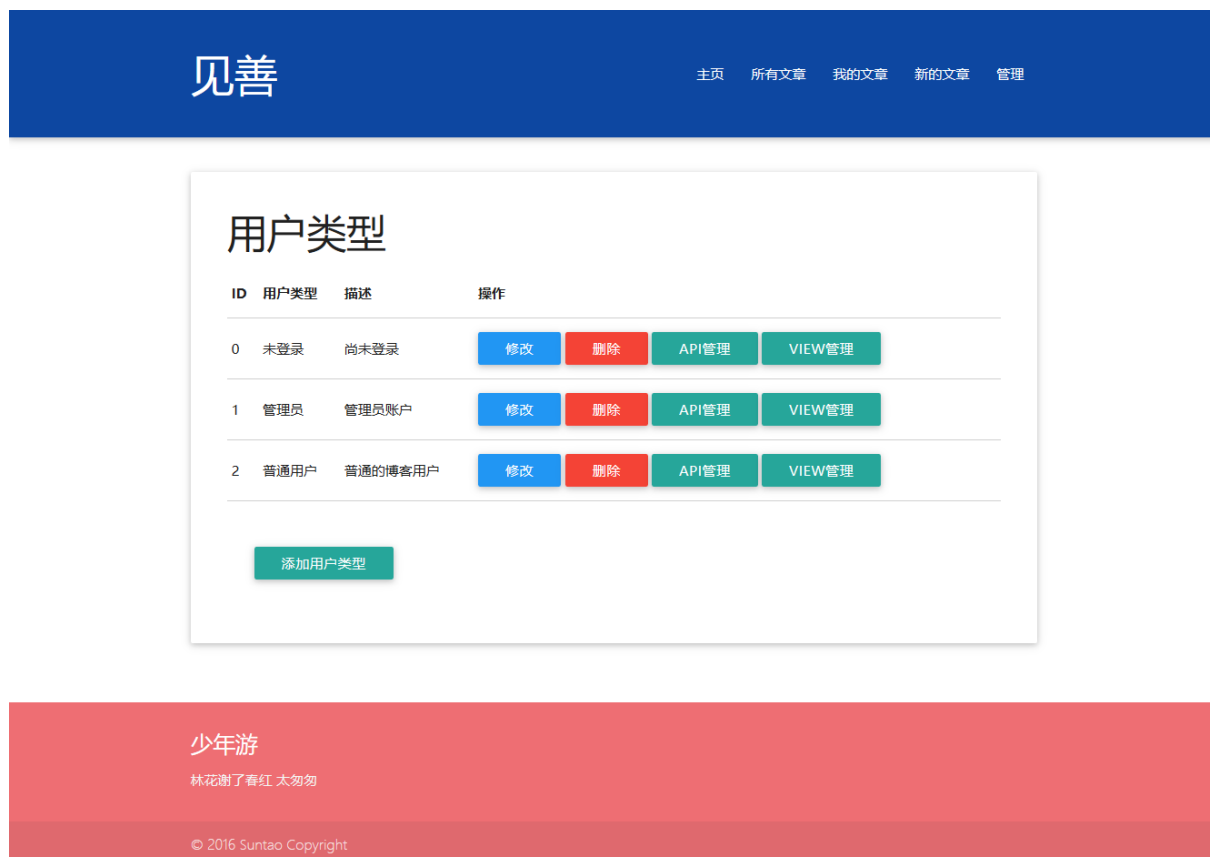 见善
主页 所有文章 我的文章 新的文章 管理
用户类型
ID 用户类型 描述 操作
0 未登录 尚未登录 修改 删除 API管理 VIEW管理
1 管理员 管理员账户 修改 删除 API管理 VIEW管理
2 普通用户 普通的博客用户 修改 删除 API管理 VIEW管理
添加用户类型
少年游
林花谢了春红 太匆匆
© 2016 Suntao Copyright